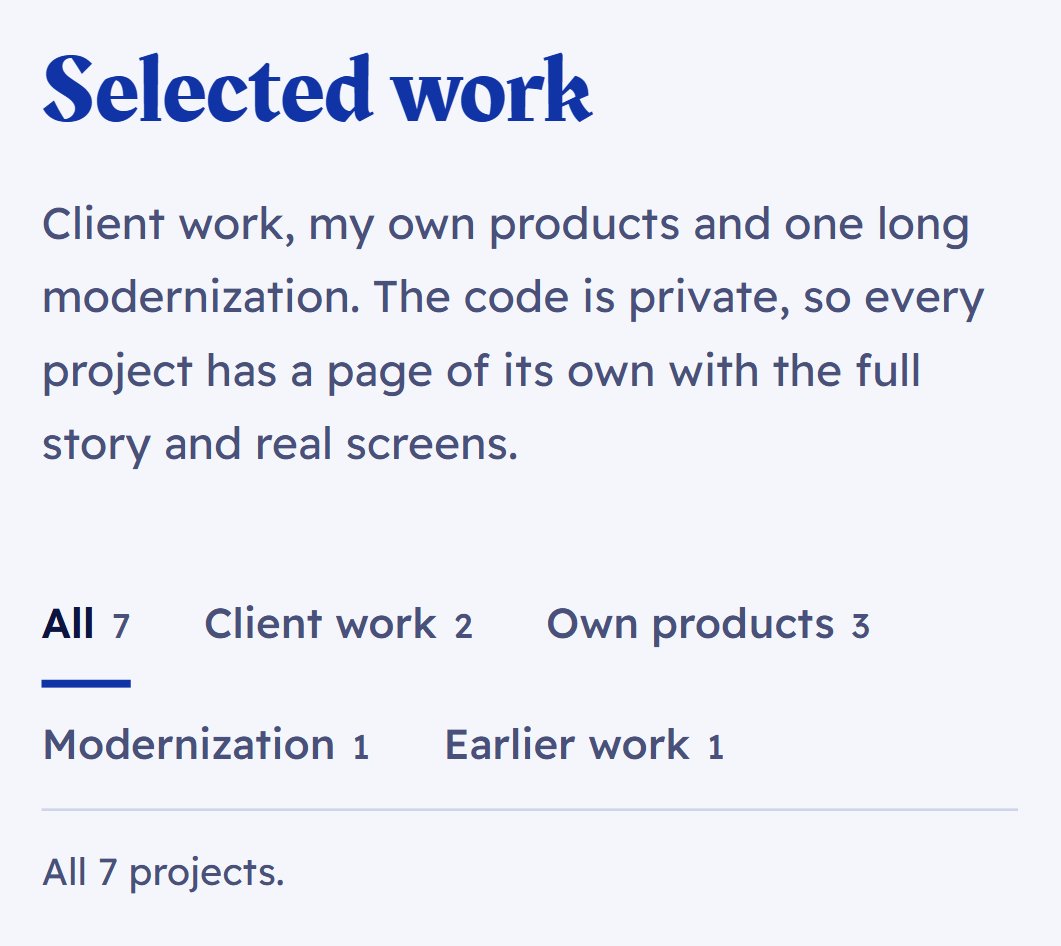 Selected work
Client work, my own products and one long
modernization. The code is private, so every
project has a page of its own with the full
story and real screens.
All 7 Client work 2 Own products 3
Modernization 1 Earlier work 1
All 7 projects.